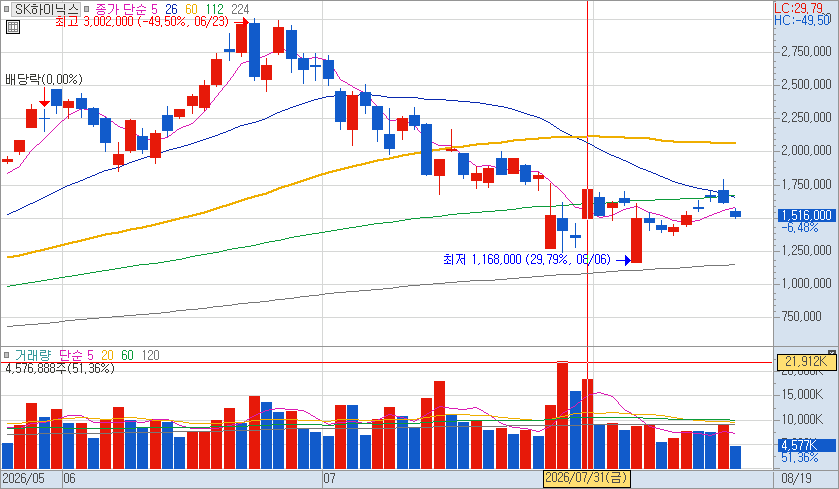 SK하이닉스 종가 단순 5 26 60 112 224
LC:29.79
최고 3,002,000 (-49.50%, 06/23)
HC:-49.50
2,750,000
배당락(0.00%)
2,500,000
2,250,000
2,000,000
1,750,000
1,516,000
-6.48%
최저 1,168,000 (29.79%, 08/06)
1,250,000
1,000,000
750,000
거래량 단순 5 20 60 120
21,912K
4,576,888주(51.36%)
15,000K
10,000K
4,577K
51.36%
2026/05 06 07 2026/07/31(금) 08/19